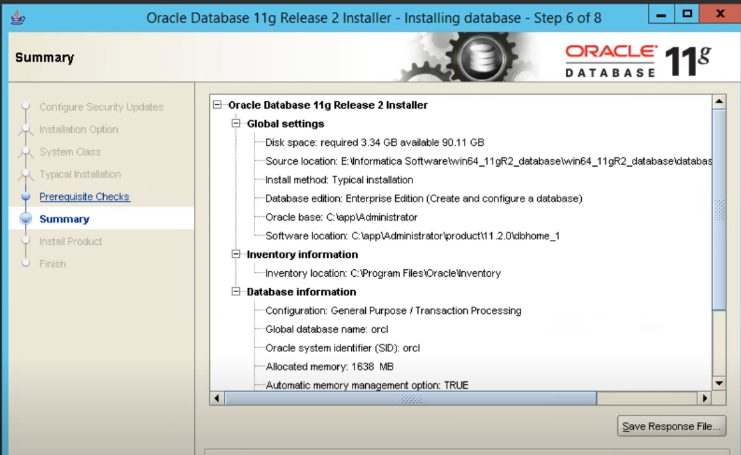 Oracle Database 11g Release 2 Installer - Installing database - Step 6 of 8
Summary
ORACLE 11g
DATABASE
Configure Security Updates
Installation Option
System Class
Typical Installation
Prerequisite Checks
Summary
Install Product
Finish
Oracle Database 11g Release 2 Installer
Global settings
Disk space: required 3.34 GB available 90.11 GB
Source location: E:\Informatica Software\win64_11gR2_database\win64_11gR2_database\databas
Install method: Typical installation
Database edition: Enterprise Edition (Create and configure a database)
Oracle base: C:\app\Administrator
Software location: C:\app\Administrator\product\11.2.0\dbhome_1
Inventory information
Inventory location: C:\Program Files\Oracle\Inventory
Database information
Configuration: General Purpose / Transaction Processing
Global database name: orcl
Oracle system identifier (SID): orcl
Allocated memory: 1638 MB
Automatic memory management option: TRUE
Save Response File...